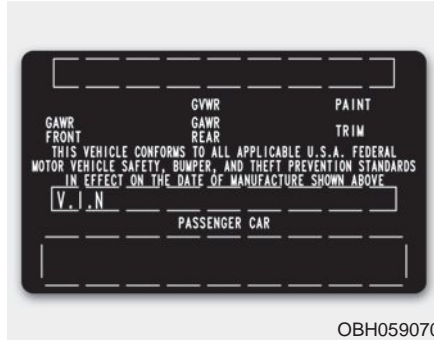 GVWR PAINT
GAWR FRONT GAWR REAR TRIM
THIS VEHICLE CONFORMS TO ALL APPLICABLE U.S.A. FEDERAL
MOTOR VEHICLE SAFETY, BUMPER, AND THEFT PREVENTION STANDARDS
IN EFFECT ON THE DATE OF MANUFACTURE SHOWN ABOVE
V.I.N
PASSENGER CAR
OBH059070